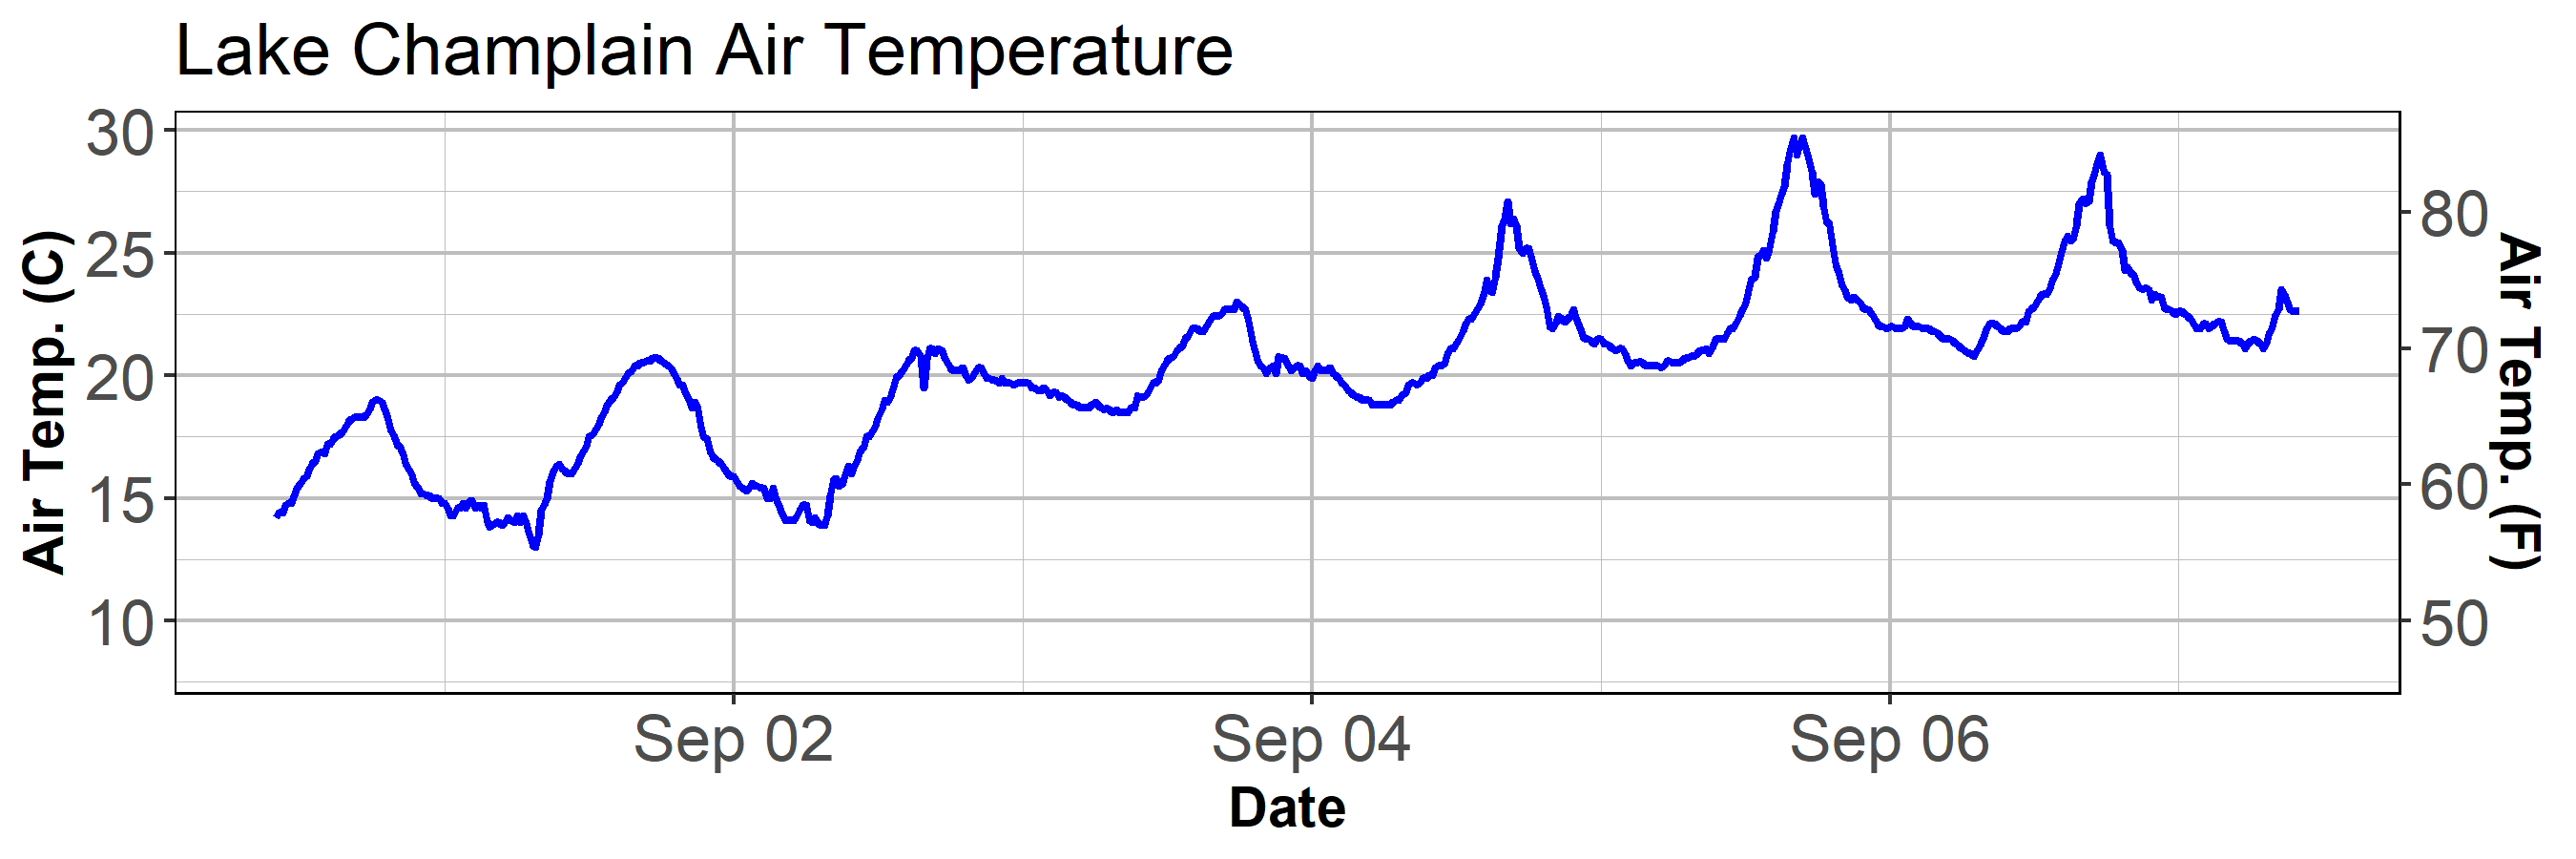 Lake Champlain Air Temperature
30
25
20
15
10
Air Temp. (C)
80
70
60
50
Air Temp. (F)
Sep 02
Sep 04
Sep 06
Date